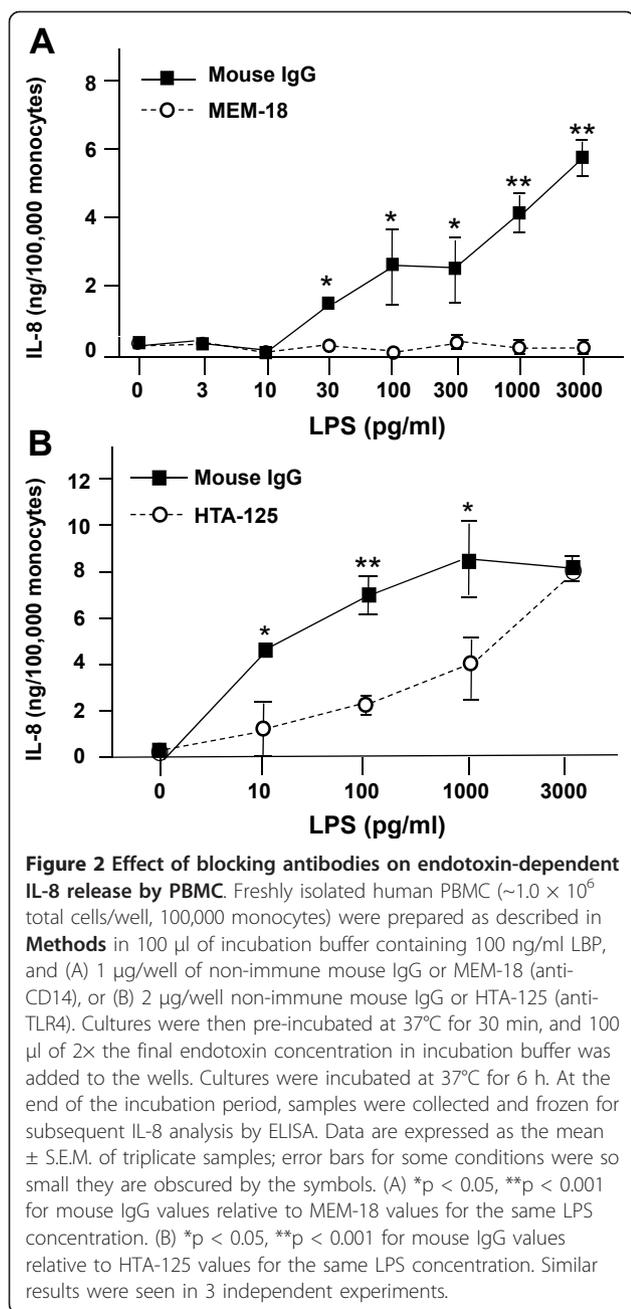 A
Mouse IgG
MEM-18
IL-8 (ng/100,000 monocytes)
8
6
4
2
0
*
*
*
**
**
0 3 10 30 100 300 1000 3000
LPS (pg/ml)
B
Mouse IgG
HTA-125
IL-8 (ng/100,000 monocytes)
12
10
8
6
4
2
0
*
**
*
0 10 100 1000 3000
LPS (pg/ml)
Figure 2 Effect of blocking antibodies on endotoxin-dependent
IL-8 release by PBMC. Freshly isolated human PBMC (~1.0 × 10⁶
total cells/well, 100,000 monocytes) were prepared as described in
Methods in 100 μl of incubation buffer containing 100 ng/ml LBP,
and (A) 1 μg/well of non-immune mouse IgG or MEM-18 (anti-
CD14), or (B) 2 μg/well non-immune mouse IgG or HTA-125 (anti-
TLR4). Cultures were then pre-incubated at 37°C for 30 min, and 100
μl of 2× the final endotoxin concentration in incubation buffer was
added to the wells. Cultures were incubated at 37°C for 6 h. At the
end of the incubation period, samples were collected and frozen for
subsequent IL-8 analysis by ELISA. Data are expressed as the mean
± S.E.M. of triplicate samples; error bars for some conditions were so
small they are obscured by the symbols. (A) *p < 0.05, **p < 0.001
for mouse IgG values relative to MEM-18 values for the same LPS
concentration. (B) *p < 0.05, **p < 0.001 for mouse IgG values
relative to HTA-125 values for the same LPS concentration. Similar
results were seen in 3 independent experiments.